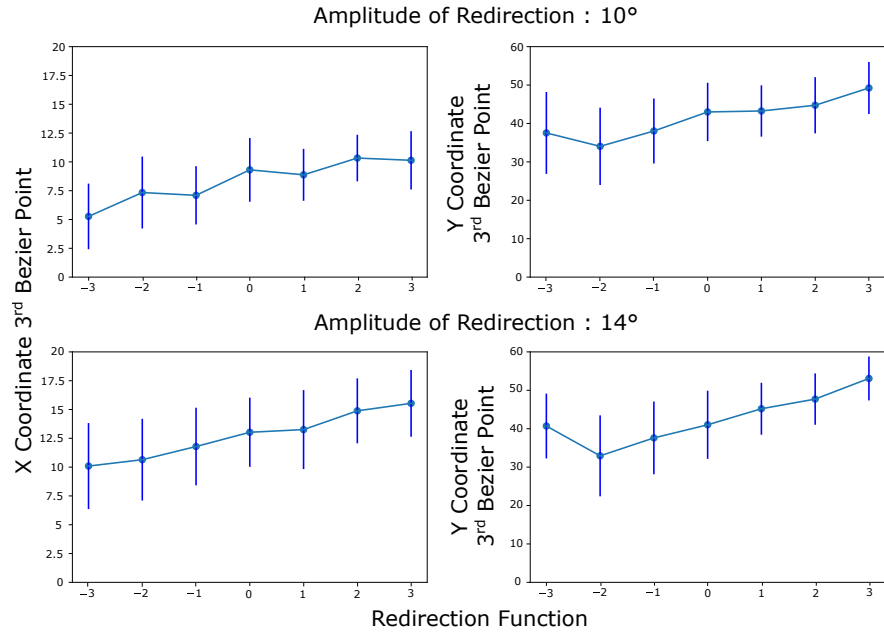 Amplitude of Redirection : 10°
20
17.5
15
12.5
10
7.5
5
2.5
0
−3 −2 −1 0 1 2 3
Y Coordinate
3rd Bezier Point
60
50
40
30
20
10
0
−3 −2 −1 0 1 2 3
X Coordinate 3rd Bezier Point
Amplitude of Redirection : 14°
20
17.5
15
12.5
10
7.5
5
2.5
0
−3 −2 −1 0 1 2 3
Y Coordinate
3rd Bezier Point
60
50
40
30
20
10
0
−3 −2 −1 0 1 2 3
Redirection Function